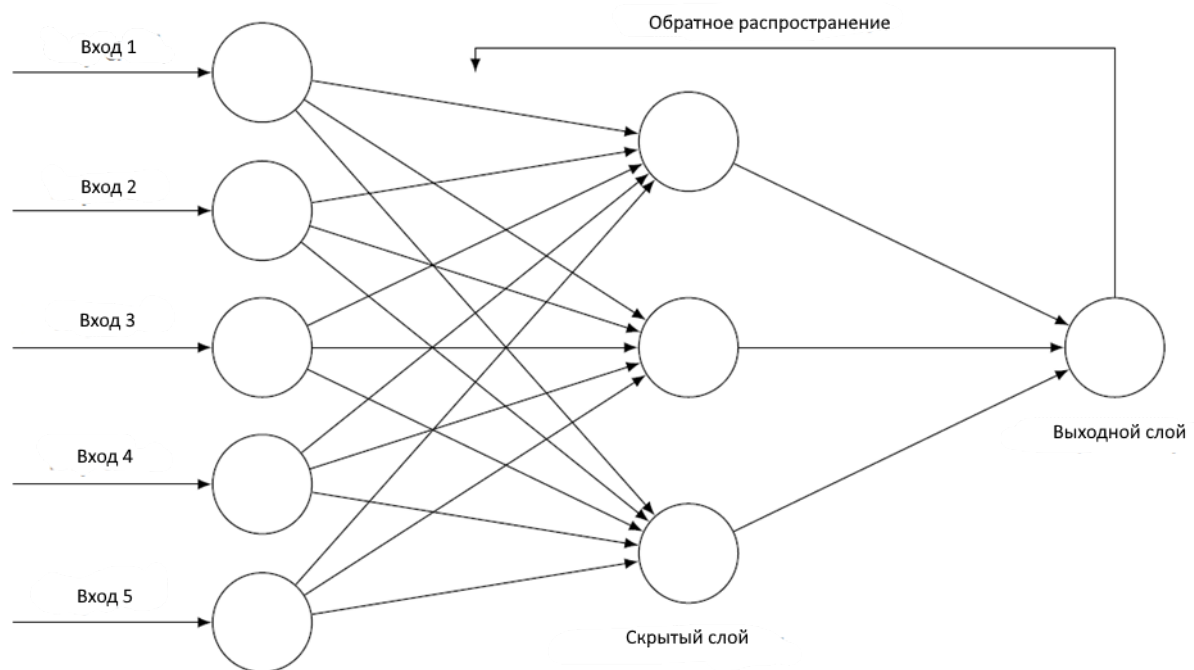 Обратное распространение
Вход 1
Вход 2
Вход 3
Вход 4
Вход 5
Выходной слой
Скрытый слой